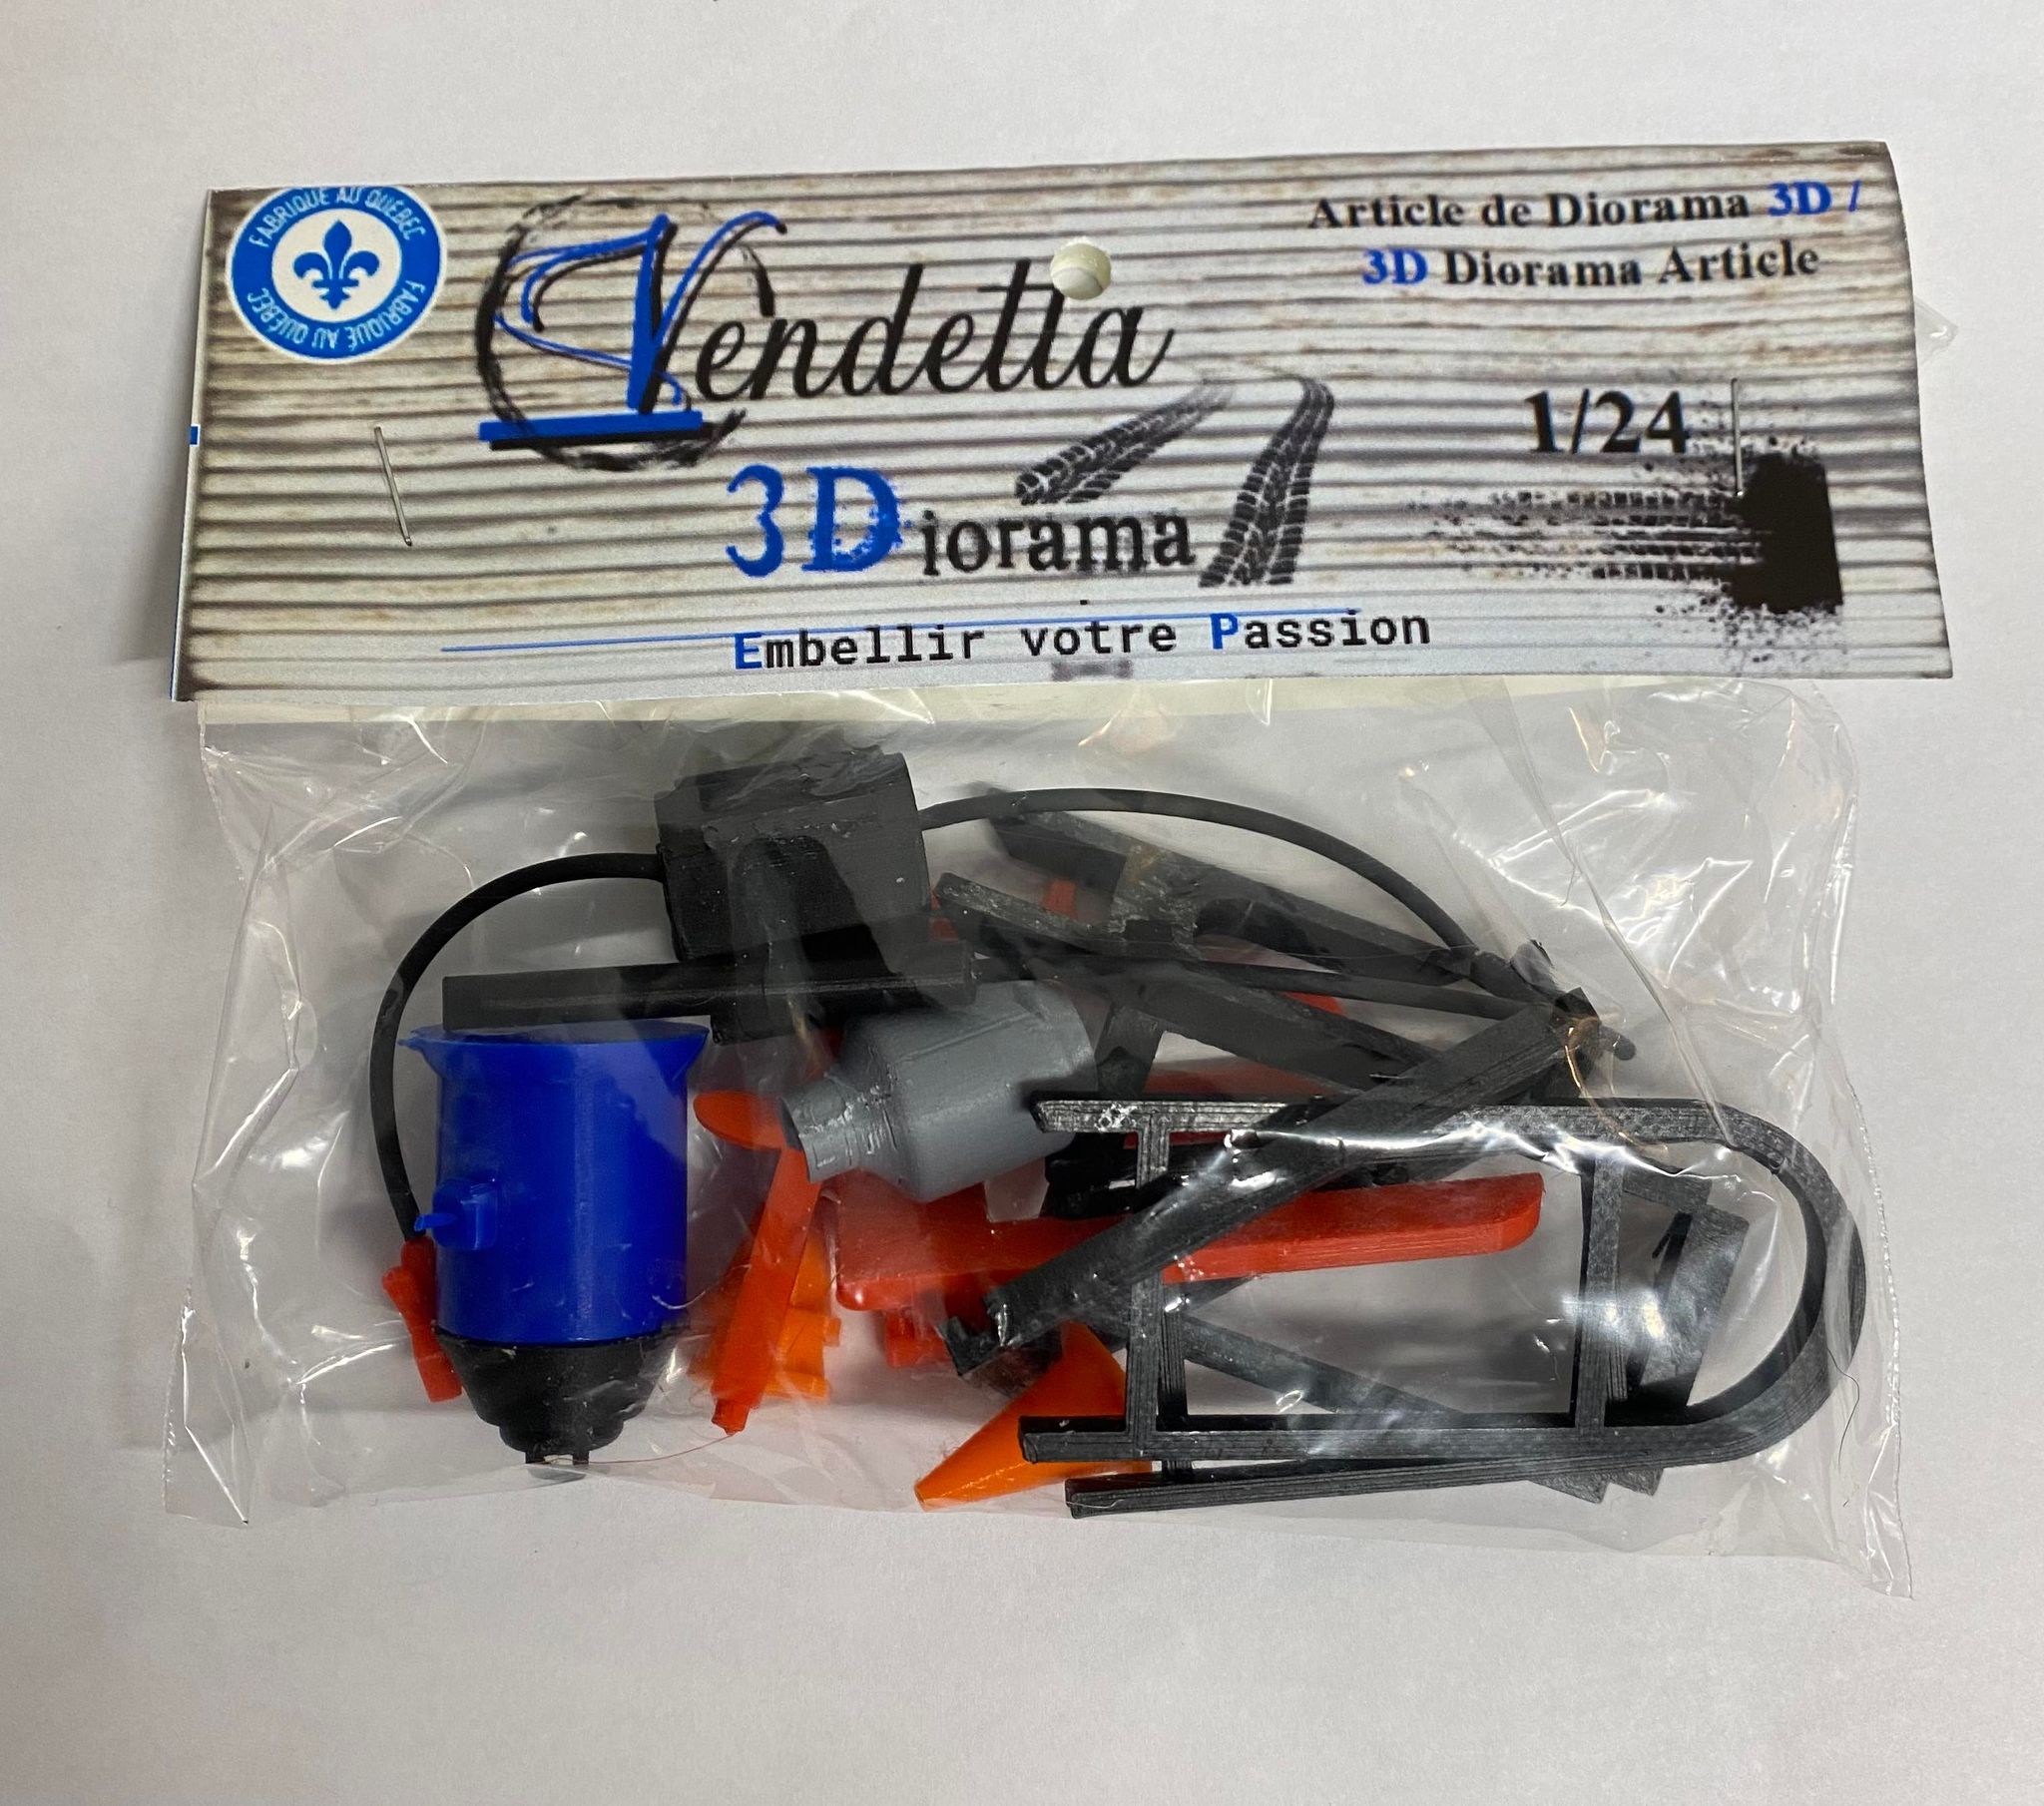 FABRIQUÉ AU QUÉBEC
FABRIQUÉ AU QUÉBEC
Vendetta
3Diorama
Embellir votre Passion
Article de Diorama 3D /
3D Diorama Article
1/24